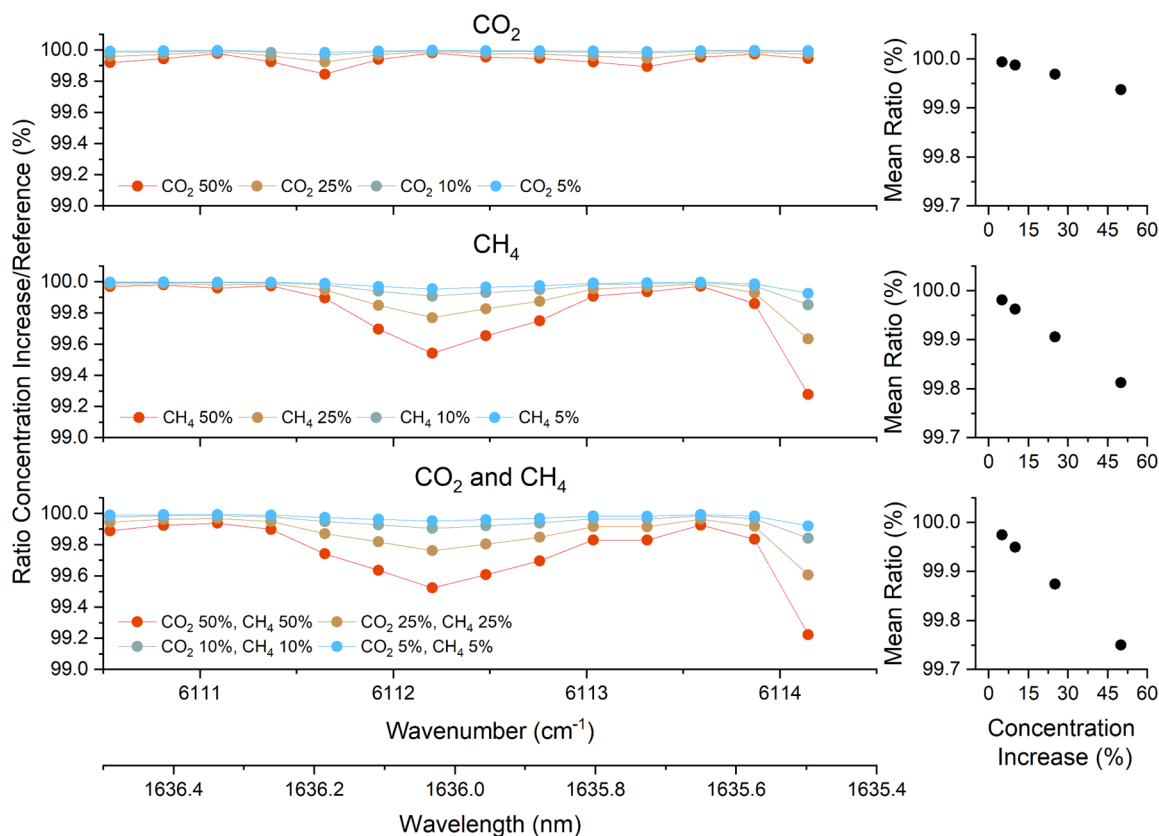 Ratio Concentration Increase/Reference (%)
CO₂
100.0
99.8
99.6
99.4
99.2
99.0
CO₂ 50% CO₂ 25% CO₂ 10% CO₂ 5%
Mean Ratio (%)
100.0
99.9
99.8
99.7
0 15 30 45 60
CH₄
100.0
99.8
99.6
99.4
99.2
99.0
CH₄ 50% CH₄ 25% CH₄ 10% CH₄ 5%
Mean Ratio (%)
100.0
99.9
99.8
99.7
0 15 30 45 60
CO₂ and CH₄
100.0
99.8
99.6
99.4
99.2
99.0
CO₂ 50%, CH₄ 50% CO₂ 25%, CH₄ 25%
CO₂ 10%, CH₄ 10% CO₂ 5%, CH₄ 5%
6111 6112 6113 6114
Wavenumber (cm⁻¹)
Mean Ratio (%)
100.0
99.9
99.8
99.7
0 15 30 45 60
Concentration
Increase (%)
1636.4 1636.2 1636.0 1635.8 1635.6 1635.4
Wavelength (nm)